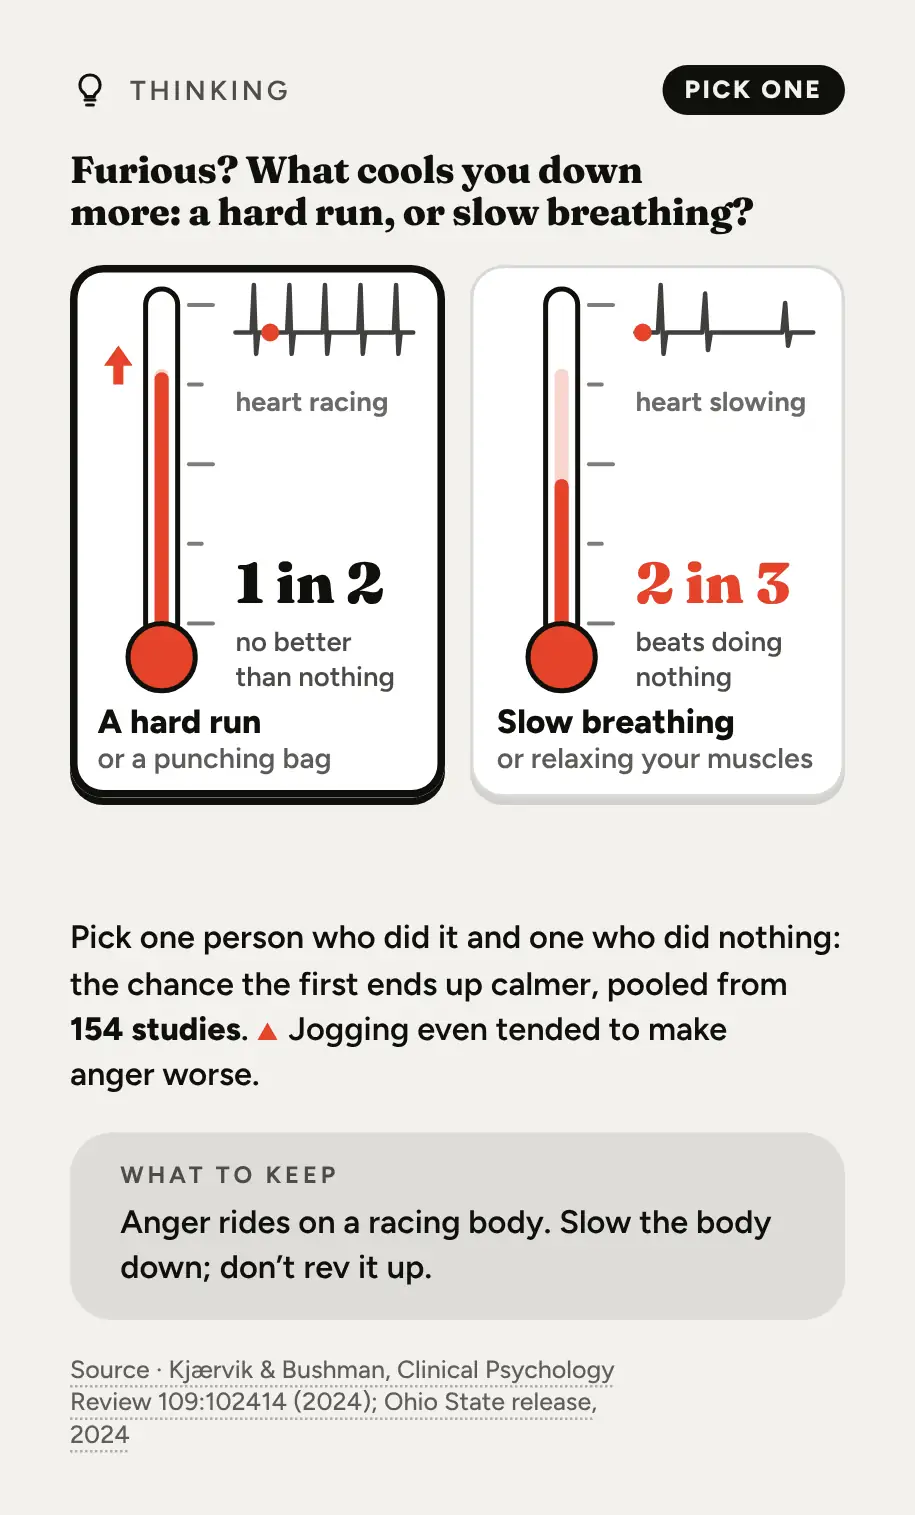 THINKING
PICK ONE
Furious? What cools you down
more: a hard run, or slow breathing?
heart racing
1 in 2
no better
than nothing
A hard run
or a punching bag
heart slowing
2 in 3
beats doing
nothing
Slow breathing
or relaxing your muscles
Pick one person who did it and one who did nothing:
the chance the first ends up calmer, pooled from
154 studies. ▲ Jogging even tended to make
anger worse.
WHAT TO KEEP
Anger rides on a racing body. Slow the body
down; don’t rev it up.
Source · Kjærvik & Bushman, Clinical Psychology
Review 109:102414 (2024); Ohio State release,
2024